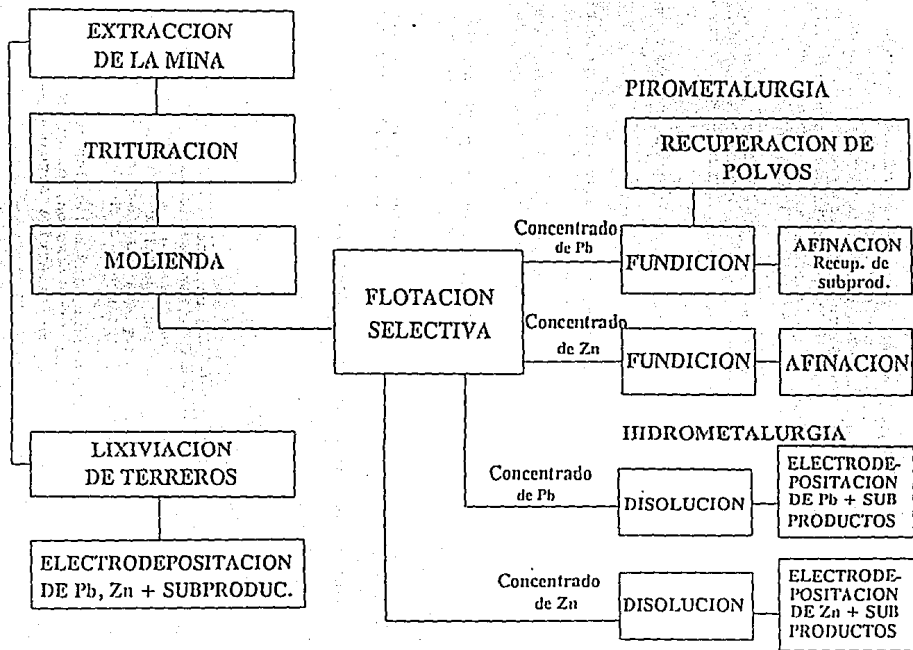 EXTRACCION
DE LA MINA
TRITURACION
MOLIENDA
LIXIVIACION
DE TERREROS
ELECTRODEPOSITACION
DE Pb, Zn + SUBPRODUC.
FLOTACION
SELECTIVA
PIROMETALURGIA
RECUPERACION DE
POLVOS
Concentrado
de Pb
FUNDICION
AFINACION
Recup. de
subprod.
Concentrado
de Zn
FUNDICION
AFINACION
HIDROMETALURGIA
Concentrado
de Pb
DISOLUCION
ELECTRODE-
POSITACION
DE Pb + SUB
PRODUCTOS
Concentrado
de Zn
DISOLUCION
ELECTRODE-
POSITACION
DE Zn + SUB
PRODUCTOS